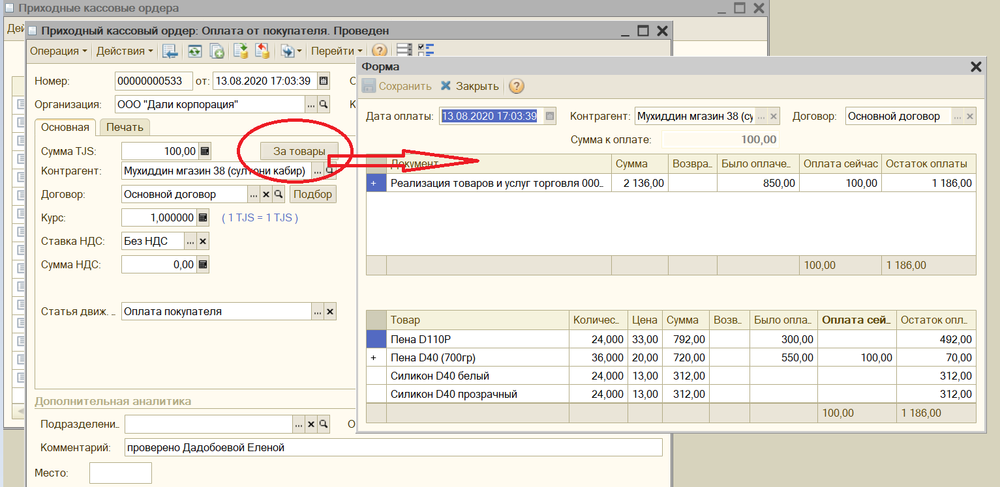 Приходные кассовые ордера
Дей
Приходный кассовый ордер: Оплата от покупателя. Проведен
Операция Действия Перейти
Номер: 00000000533 от: 13.08.2020 17:03:39 О
Организация: ООО "Дали корпорация" ... К
Основная Печать
Сумма TJS: 100,00 За товары
Контрагент: Мухиддин мгазин 38 (султони кабир) ...
Договор: Основной договор ... Подбор
Курс: 1,000000 ( 1 TJS = 1 TJS )
Ставка НДС: Без НДС ...
Сумма НДС: 0,00
Статья движ. .. Оплата покупателя ...
Дополнительная аналитика
Подразделени.. ... О
Комментарий: проверено Дадобоевой Еленой
Место:
Форма
Сохранить Закрыть ?
Дата оплаты: 13.08.2020 17:03:39 Контрагент: Мухиддин мгазин 38 (су ... Договор: Основной договор ...
Сумма к оплате: 100,00
Документ Сумма Возвра.. Было оплаче.. Оплата сейчас Остаток оплаты
+ Реализация товаров и услуг торговля 000.. 2 136,00 850,00 100,00 1 186,00
100,00 1 186,00
Товар Количес.. Цена Сумма Возв.. Было опла.. Оплата сей.. Остаток опл..
Пена D110P 24,000 33,00 792,00 300,00 492,00
+ Пена D40 (700гр) 36,000 20,00 720,00 550,00 100,00 70,00
Силикон D40 белый 24,000 13,00 312,00 312,00
Силикон D40 прозрачный 24,000 13,00 312,00 312,00
100,00 1 186,00